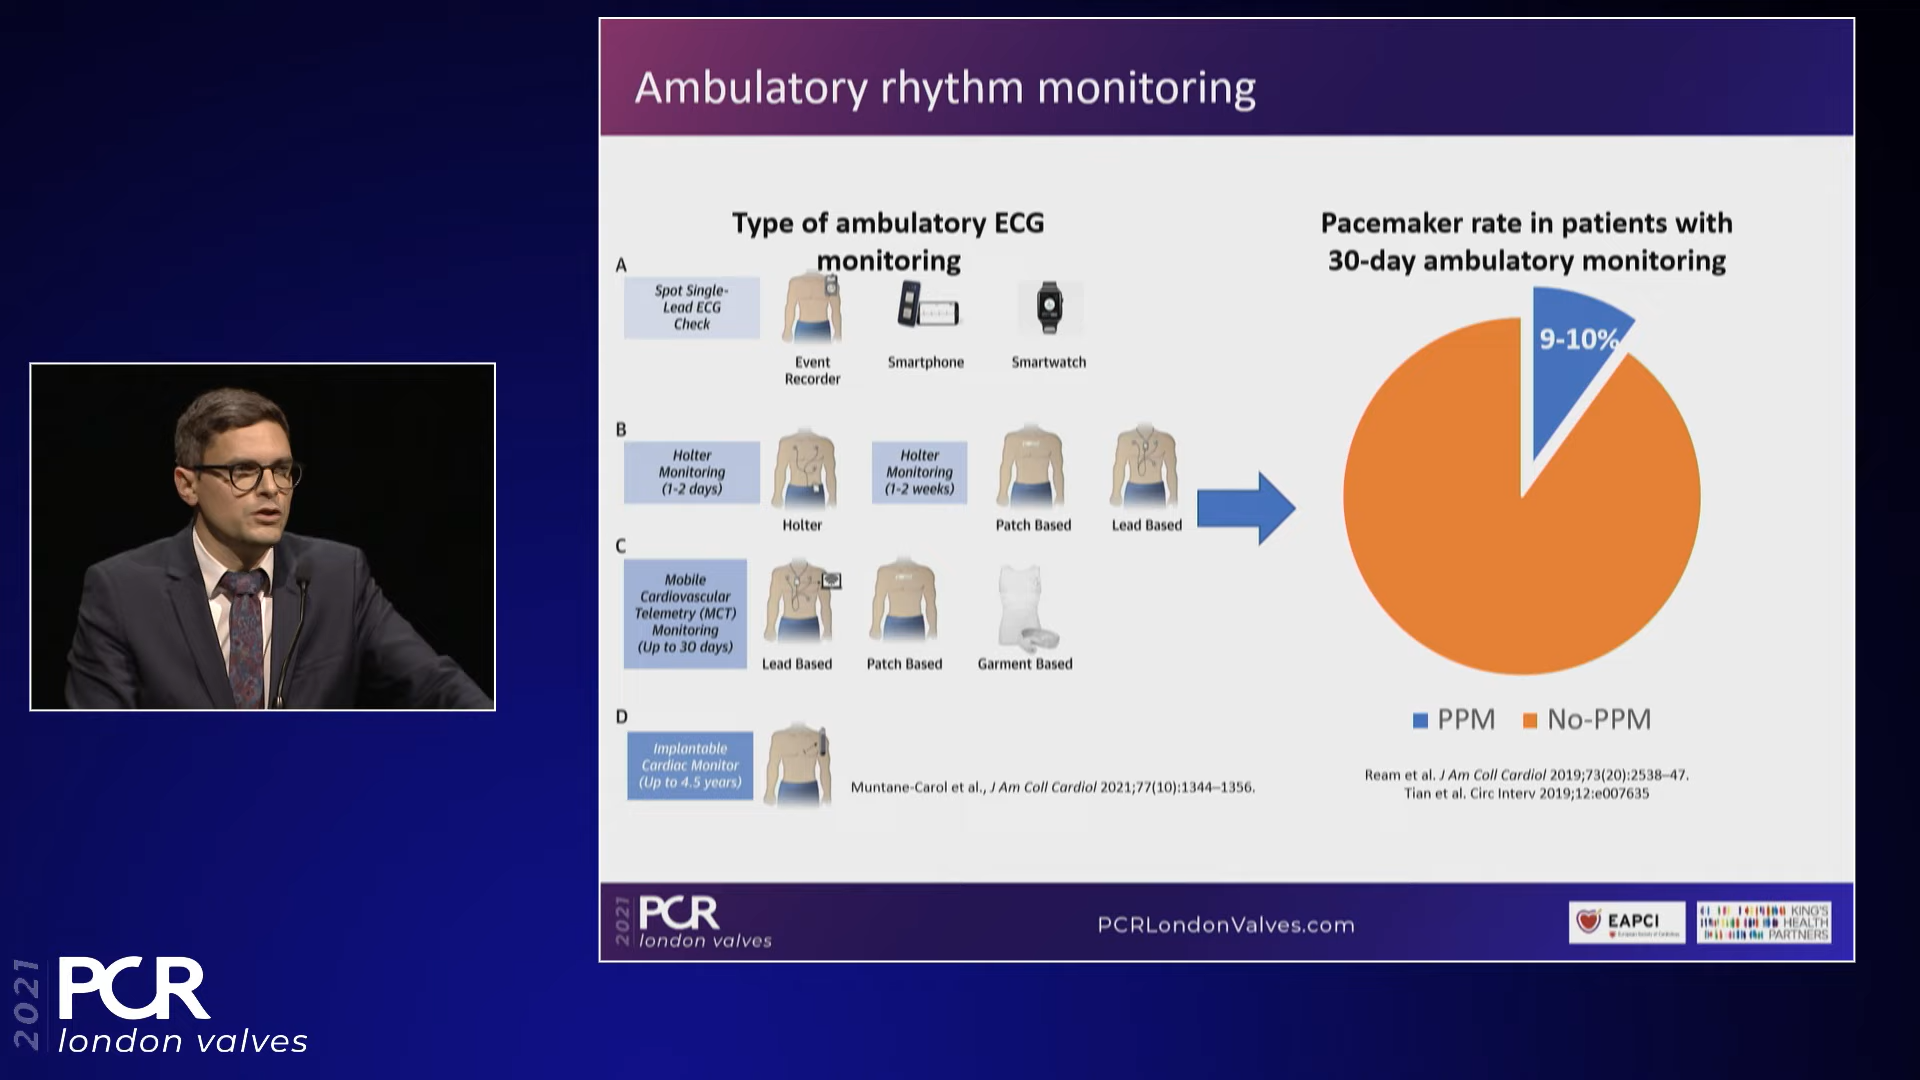 Ambulatory rhythm monitoring
Type of ambulatory ECG
monitoring
A
Spot Single-
Lead ECG
Check
Event
Recorder
Smartphone
Smartwatch
B
Holter
Monitoring
(1-2 days)
Holter
Holter
Monitoring
(1-2 weeks)
Patch Based
Lead Based
C
Mobile
Cardiovascular
Telemetry (MCT)
Monitoring
(Up to 30 days)
Lead Based
Patch Based
Garment Based
D
Implantable
Cardiac Monitor
(Up to 4.5 years)
Muntane-Carol et al., J Am Coll Cardiol 2021;77(10):1344–1356.
Pacemaker rate in patients with
30-day ambulatory monitoring
9-10%
PPM
No-PPM
Ream et al. J Am Coll Cardiol 2019;73(20):2538–47.
Tian et al. Circ Interv 2019;12:e007635
2021
PCR
london valves
PCRLondonValves.com
EAPCI
KING'S
HEALTH
PARTNERS
2021
PCR
london valves